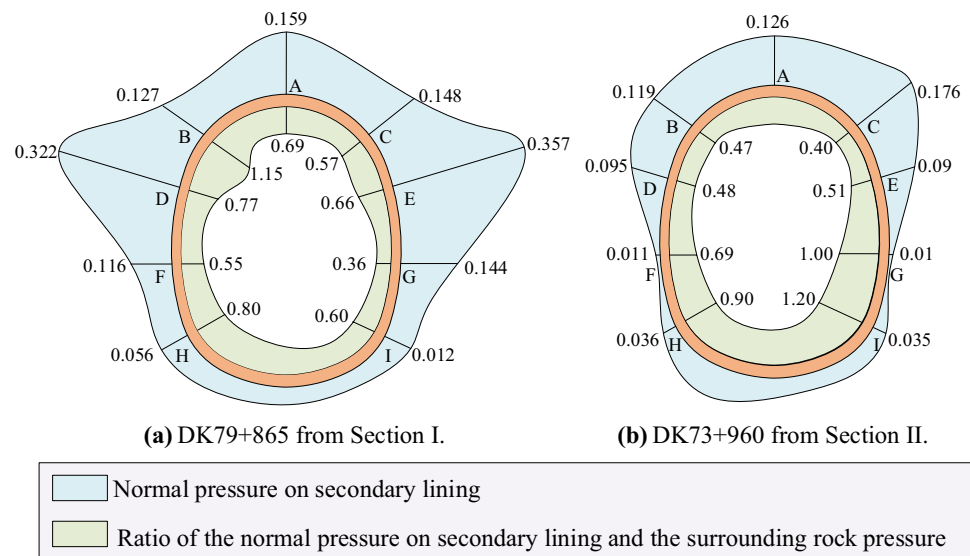 0.159
0.127
0.148
A
B
C
0.322
0.357
0.69
0.57
1.15
D
E
0.77
0.66
0.116
F
0.55
0.36
G
0.144
0.80
0.60
0.056
H
I
0.012
(a) DK79+865 from Section I.
0.126
0.119
0.176
A
B
C
0.47
0.40
0.095
0.09
D
E
0.48
0.51
0.011
F
0.69
1.00
0.01
G
0.90
1.20
0.036
H
I
0.035
(b) DK73+960 from Section II.
Normal pressure on secondary lining
Ratio of the normal pressure on secondary lining and the surrounding rock pressure